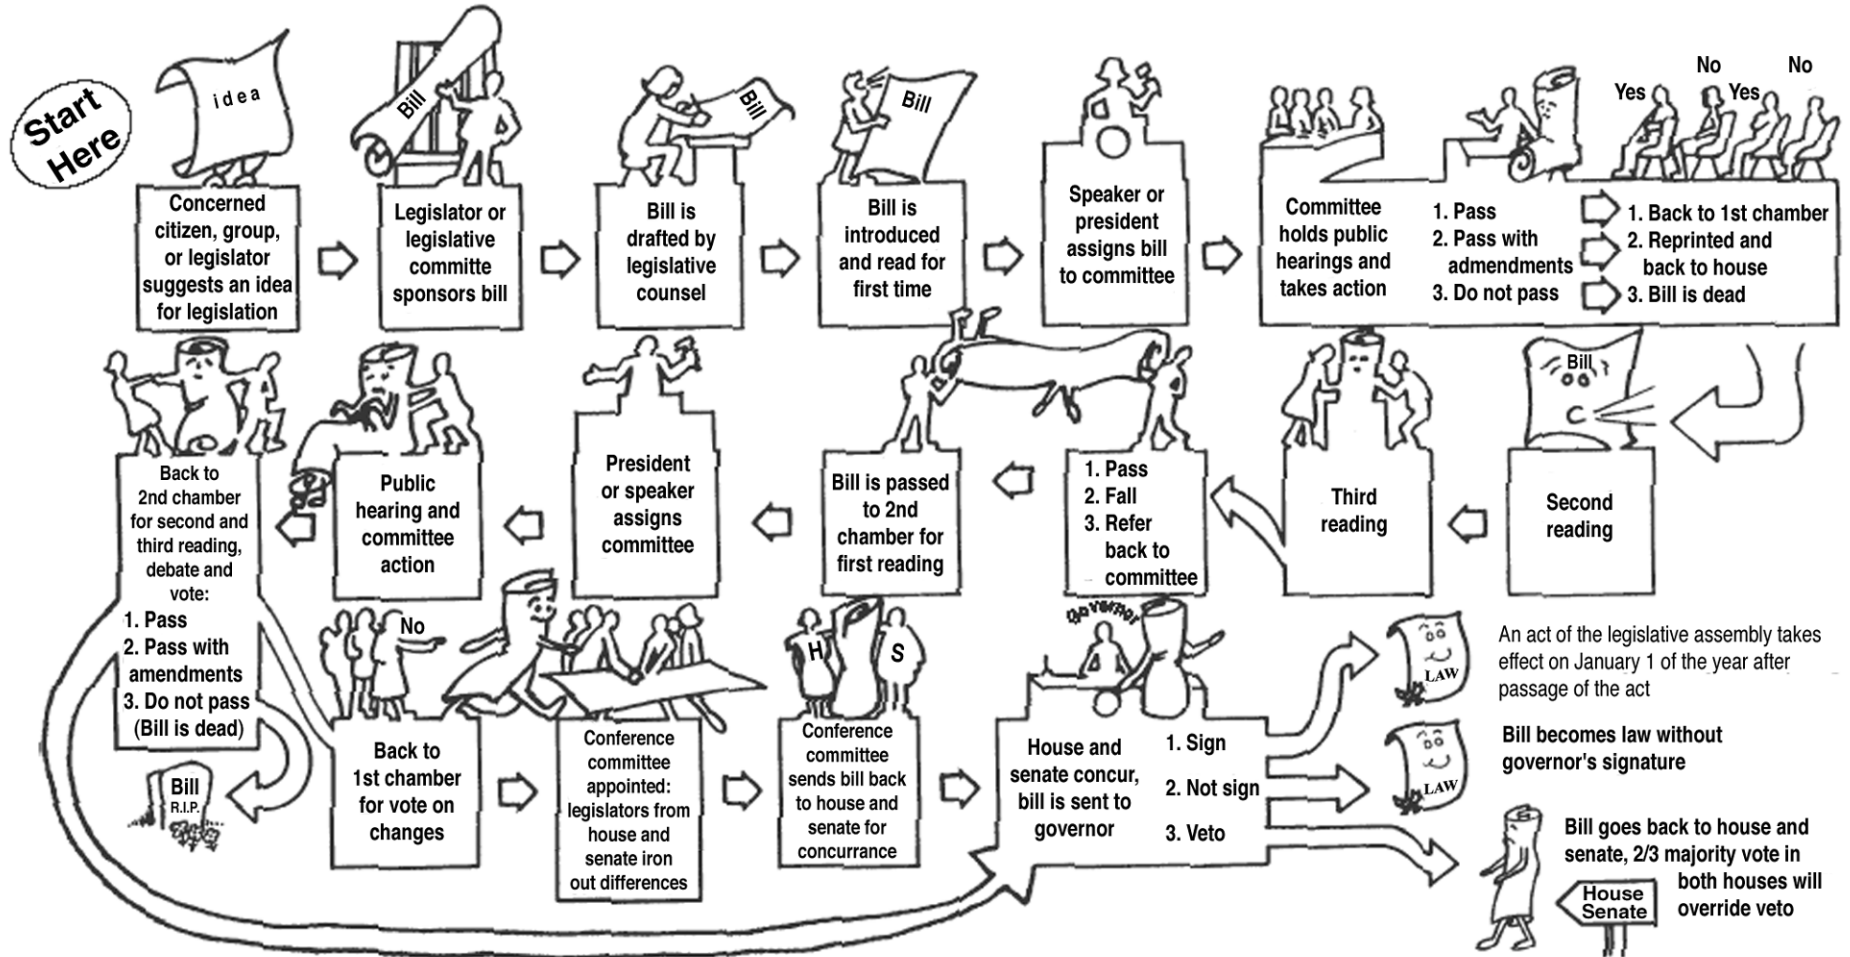 Start
Here
idea
Concerned
citizen, group,
or legislator
suggests an idea
for legislation
Bill
Legislator or
legislative
committe
sponsors bill
Bill
Bill is
drafted by
legislative
counsel
Bill
Bill is
introduced
and read for
first time
Speaker or
president
assigns bill
to committee
Yes
No
Yes
No
Committee
holds public
hearings and
takes action
1. Pass
2. Pass with
admendments
3. Do not pass
1. Back to 1st chamber
2. Reprinted and
back to house
3. Bill is dead
Bill
Second
reading
Third
reading
1. Pass
2. Fall
3. Refer
back to
committee
Bill is passed
to 2nd
chamber for
first reading
President
or speaker
assigns
committee
Public
hearing and
committee
action
Back to
2nd chamber
for second and
third reading,
debate and
vote:
1. Pass
2. Pass with
amendments
3. Do not pass
(Bill is dead)
Bill
R.I.P.
No
Back to
1st chamber
for vote on
changes
Conference
committee
appointed:
legislators from
house and
senate iron
out differences
H
S
Conference
committee
sends bill back
to house and
senate for
concurrance
Governor
House and
senate concur,
bill is sent to
governor
1. Sign
2. Not sign
3. Veto
LAW
An act of the legislative assembly takes
effect on January 1 of the year after
passage of the act
LAW
Bill becomes law without
governor's signature
Bill goes back to house and
senate, 2/3 majority vote in
both houses will
override veto
House
Senate